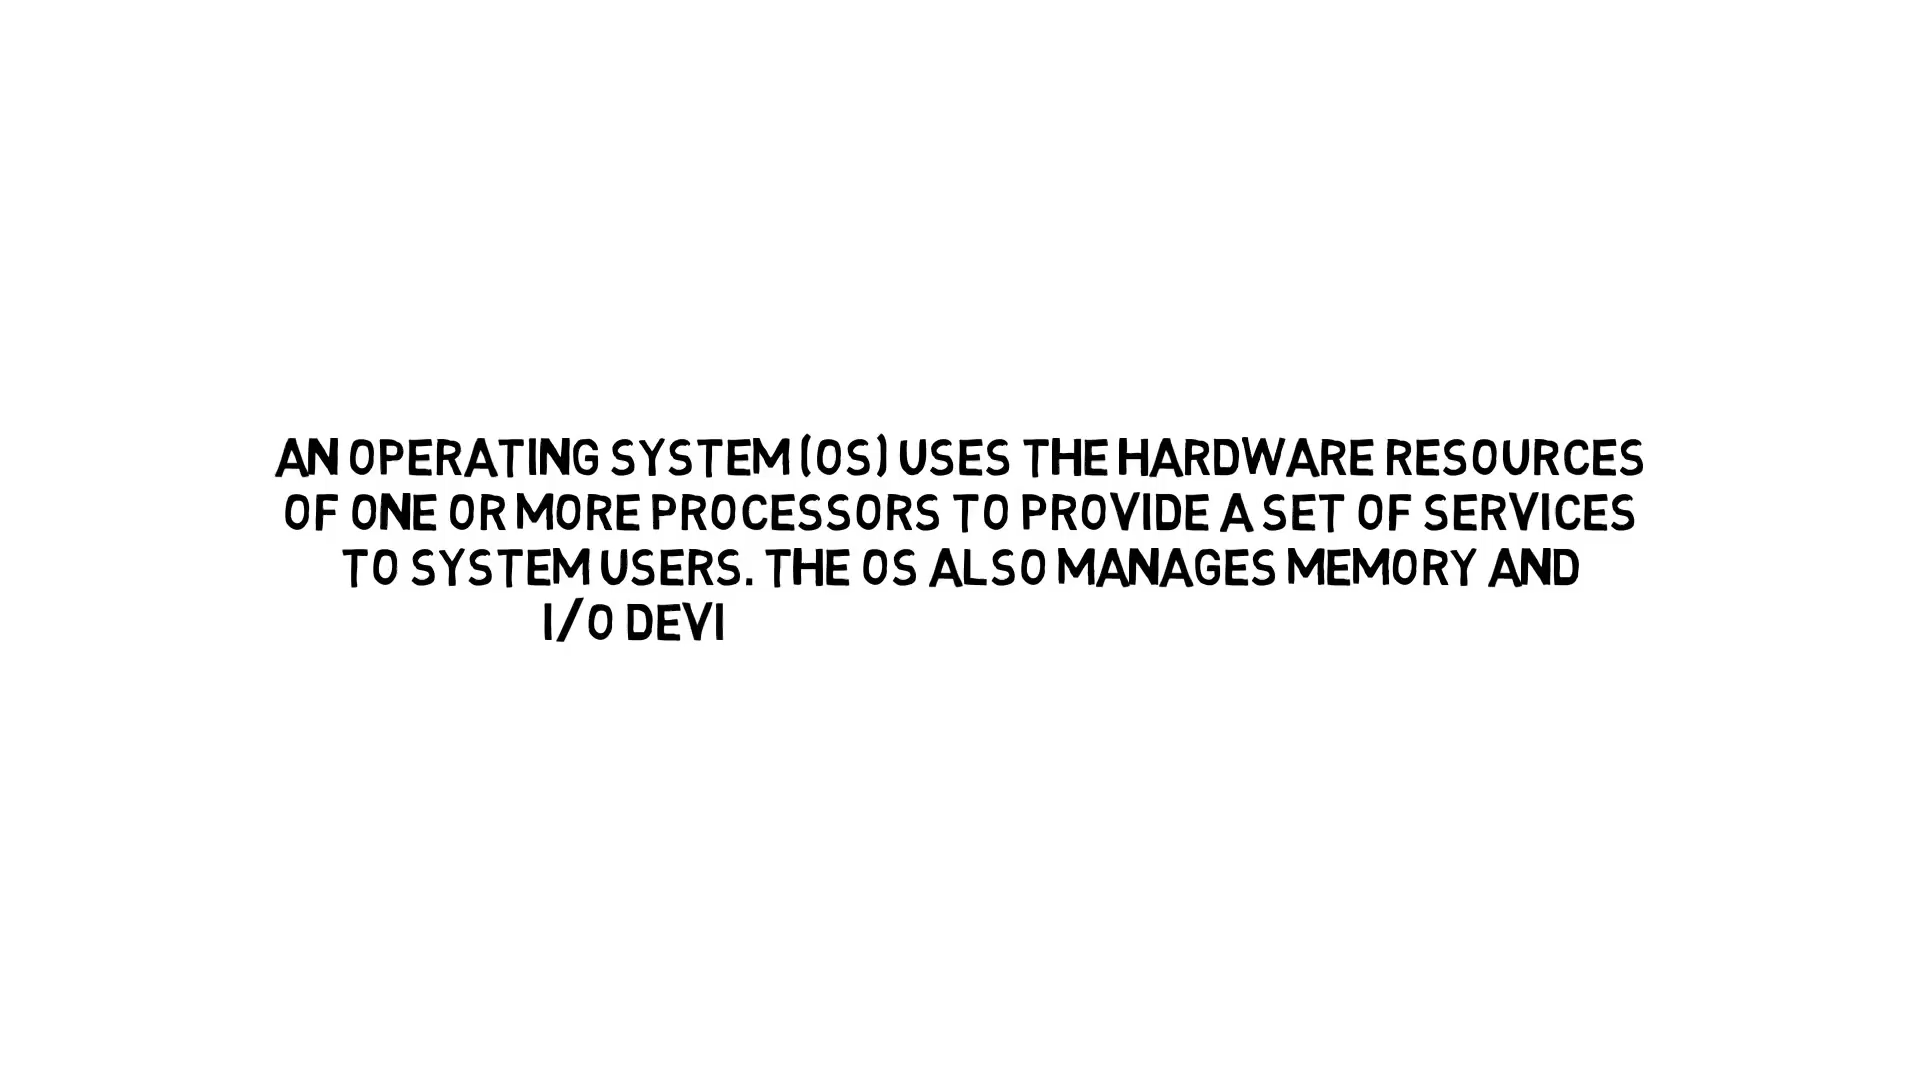 AN OPERATING SYSTEM (OS) USES THE HARDWARE RESOURCES
OF ONE OR MORE PROCESSORS TO PROVIDE A SET OF SERVICES
TO SYSTEM USERS. THE OS ALSO MANAGES MEMORY AND
I/O DEVI